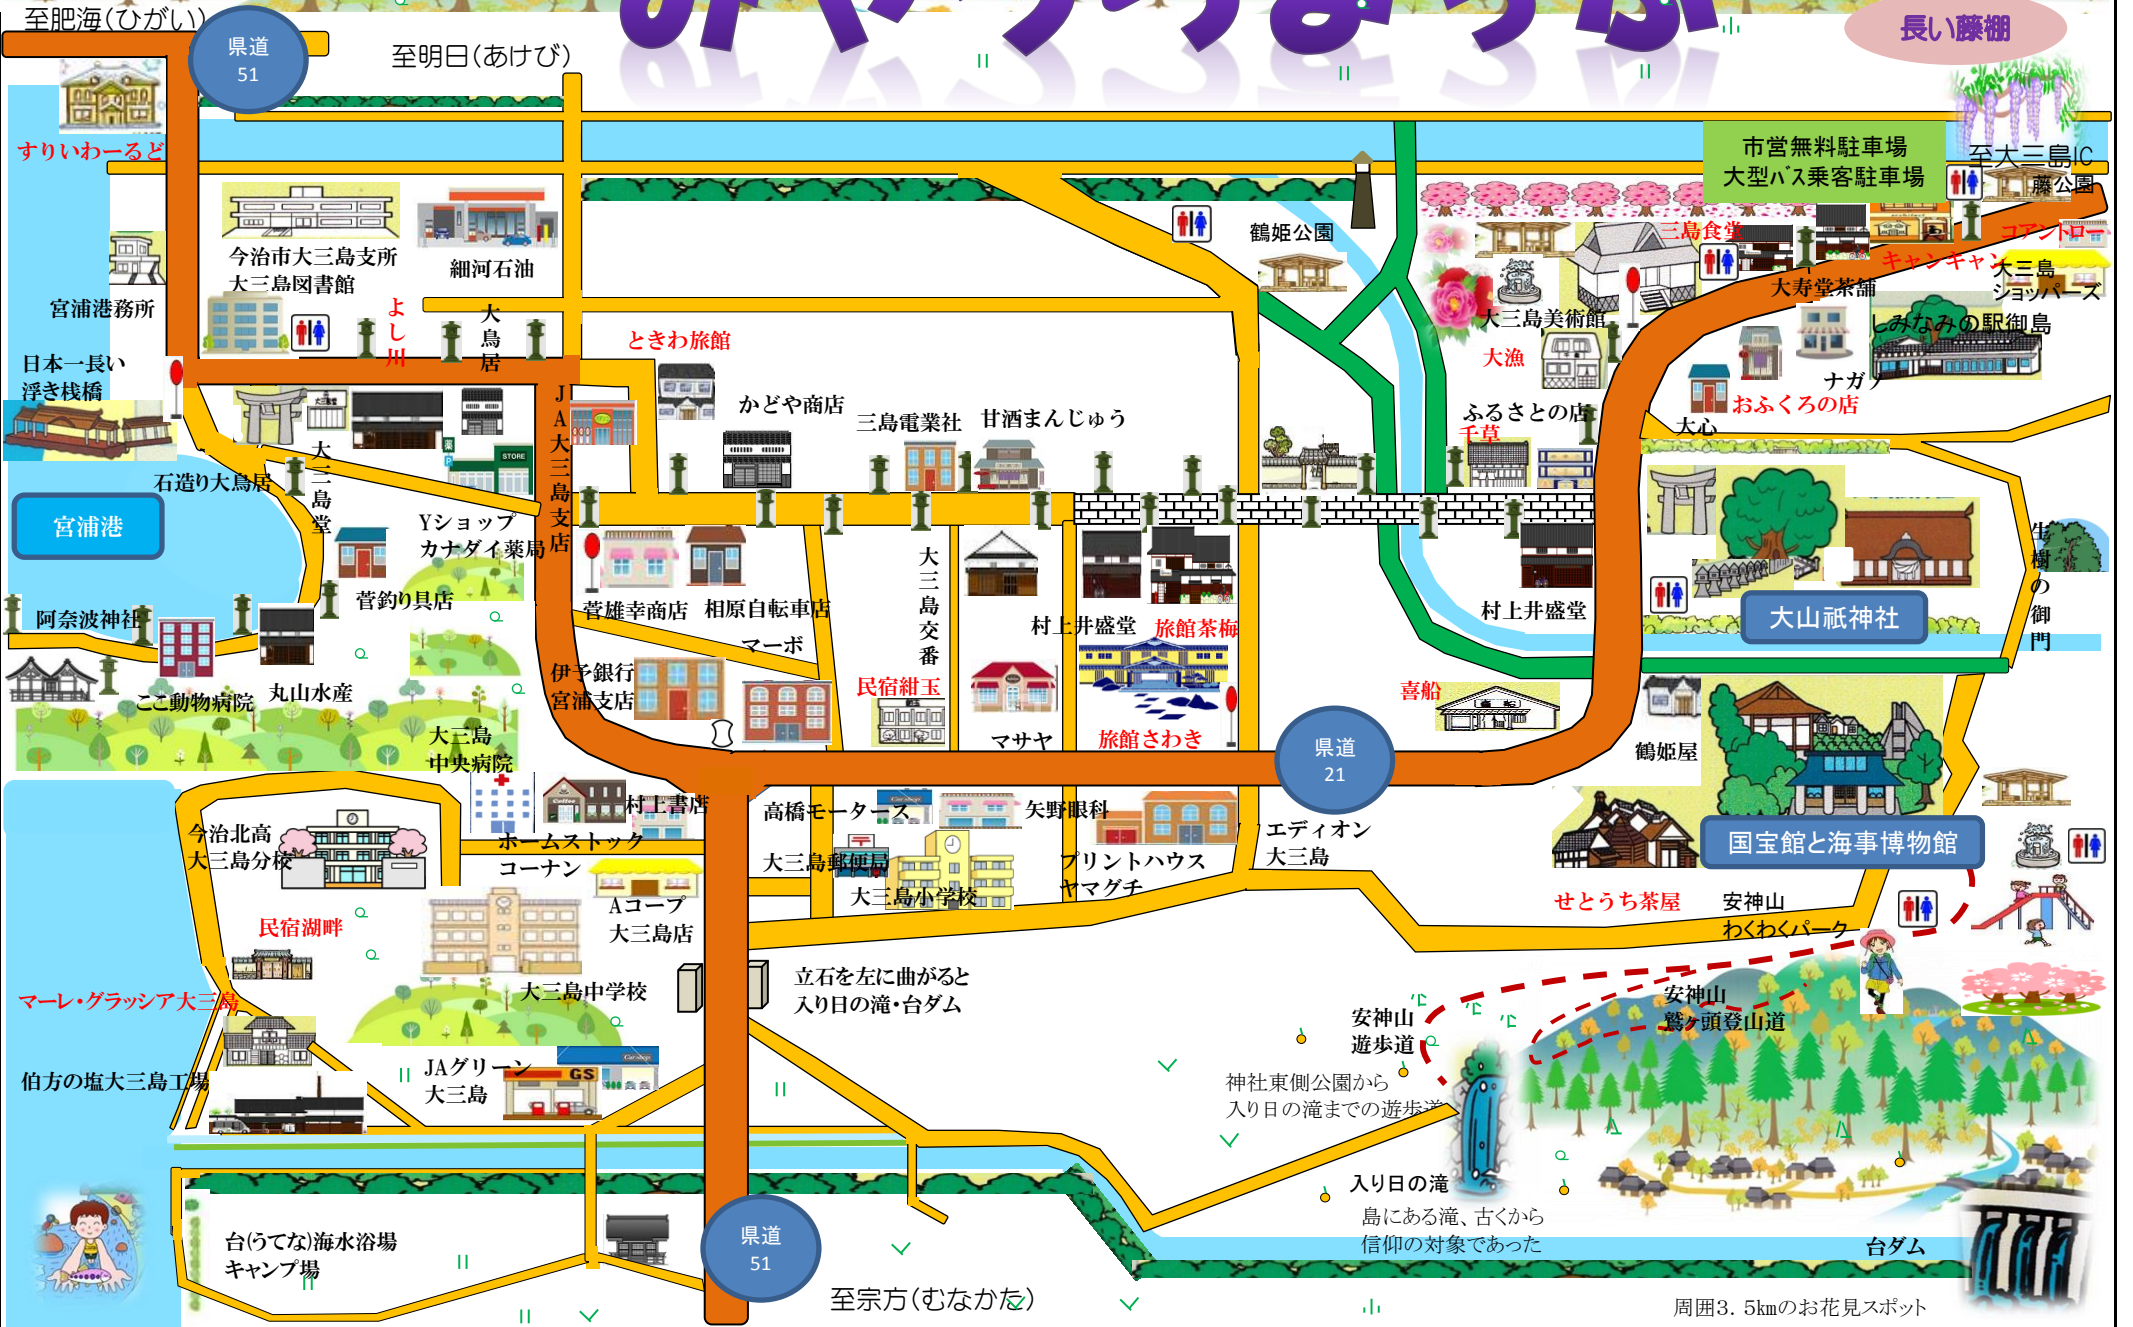 至肥海(ひがい)
県道
51
至明日(あけび)
長い藤棚
すりいわーるど
市営無料駐車場
大型バス乗客駐車場
至大三島IC
藤公園
今治市大三島支所
大三島図書館
細河石油
鶴姫公園
三島食堂
コアントロー
キャンキャン
大三島
ショッパーズ
大寿堂茶舗
宮浦港務所
よし川
大鳥居
大三島美術館
しまなみの駅御島
ときわ旅館
大漁
日本一長い
浮き桟橋
ナガノ
おふくろの店
かどや商店
三島電業社
甘酒まんじゅう
ふるさとの店
千草
大心
JA大三島支店
石造り大鳥居
大三島堂
STORE
薬
宮浦港
Yショップ
カナダイ薬局
生樹の御門
菅釣り具店
阿奈波神社
菅雄幸商店
相原自転車店
大三島交番
村上井盛堂
旅館茶梅
村上井盛堂
大山祇神社
マーボ
伊予銀行
宮浦支店
民宿紺玉
ここ動物病院
丸山水産
喜船
マサヤ
旅館さわき
大三島
中央病院
県道
21
鶴姫屋
村上書店
高橋モータース
矢野眼科
今治北高
大三島分校
ホームストック
コーナン
大三島郵便局
プリントハウス
ヤマグチ
エディオン
大三島
国宝館と海事博物館
大三島小学校
せとうち茶屋
安神山
わくわくパーク
Aコープ
大三島店
民宿湖畔
大三島中学校
立石を左に曲がると
入り日の滝・台ダム
マーレ・グラッシア大三島
安神山
鷲ヶ頭登山道
安神山
遊歩道
JAグリーン
大三島
GS
伯方の塩大三島工場
神社東側公園から
入り日の滝までの遊歩道
入り日の滝
島にある滝、古くから
信仰の対象であった
台(うてな)海水浴場
キャンプ場
県道
51
台ダム
至宗方(むなかた)
周囲3.5kmのお花見スポット